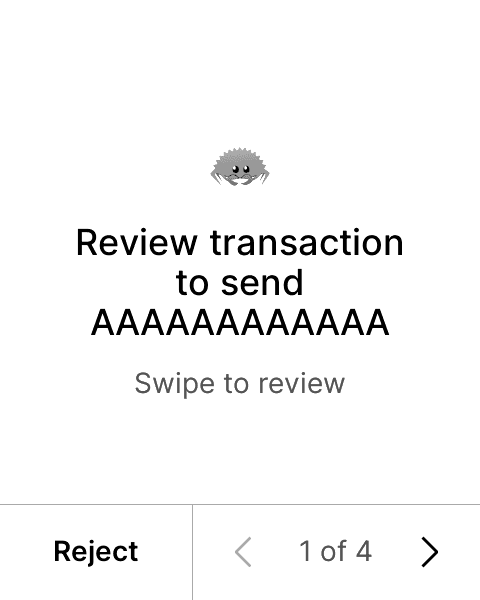 Review transaction
to send
AAAAAAAAAAAA
Swipe to review
Reject
1 of 4